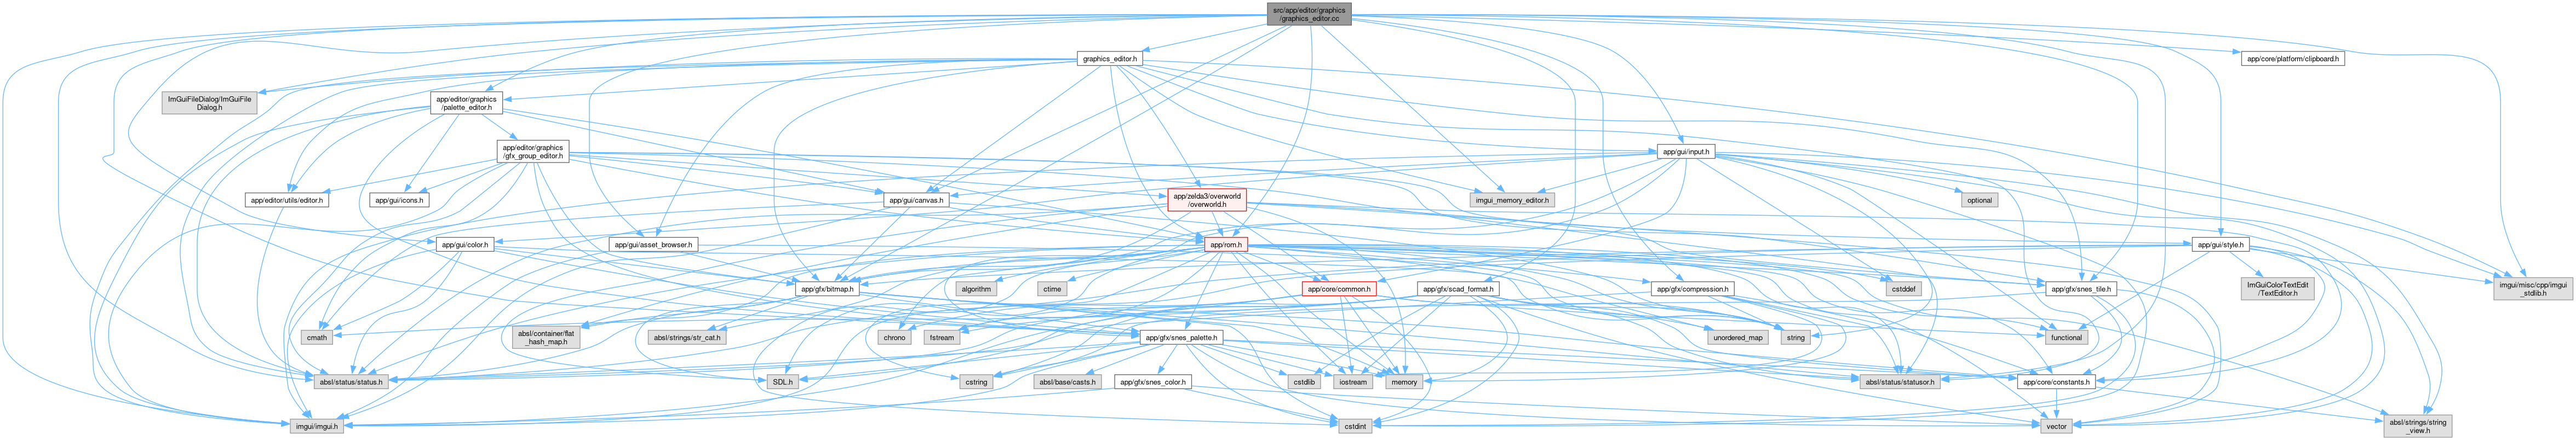 src/app/editor/graphics
/graphics_editor.cc
graphics_editor.h
app/core/platform/clipboard.h
ImGuiFileDialog/ImGuiFile
Dialog.h
app/editor/graphics
/palette_editor.h
app/editor/graphics
/gfx_group_editor.h
app/gui/input.h
app/editor/utils/editor.h
app/gui/icons.h
app/gui/canvas.h
app/zelda3/overworld
/overworld.h
imgui_memory_editor.h
optional
app/gui/color.h
app/gui/asset_browser.h
app/rom.h
app/gui/style.h
app/gfx/bitmap.h
algorithm
ctime
app/core/common.h
app/gfx/scad_format.h
app/gfx/compression.h
cstddef
app/gfx/snes_tile.h
ImGuiColorTextEdit
/TextEditor.h
imgui/misc/cpp/imgui
_stdlib.h
cmath
absl/container/flat
_hash_map.h
absl/strings/str_cat.h
chrono
fstream
app/gfx/snes_palette.h
unordered_map
string
functional
absl/status/status.h
SDL.h
cstring
absl/base/casts.h
app/gfx/snes_color.h
cstdlib
iostream
memory
absl/status/statusor.h
app/core/constants.h
imgui/imgui.h
cstdint
vector
absl/strings/string
_view.h